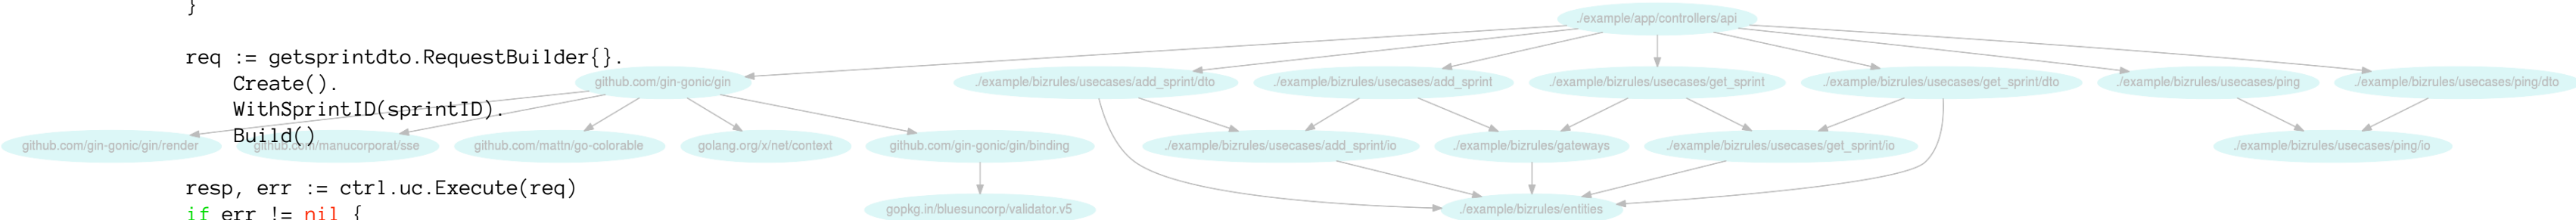 }
req := getsprintdto.RequestBuilder{}.
Create().
WithSprintID(sprintID).
Build()
resp, err := ctrl.uc.Execute(req)
if err != nil {
./example/app/controllers/api
github.com/gin-gonic/gin
./example/bizrules/usecases/add_sprint/dto
./example/bizrules/usecases/add_sprint
./example/bizrules/usecases/get_sprint
./example/bizrules/usecases/get_sprint/dto
./example/bizrules/usecases/ping
./example/bizrules/usecases/ping/dto
github.com/gin-gonic/gin/render
github.com/manucorporat/sse
github.com/mattn/go-colorable
golang.org/x/net/context
github.com/gin-gonic/gin/binding
./example/bizrules/usecases/add_sprint/io
./example/bizrules/gateways
./example/bizrules/usecases/get_sprint/io
./example/bizrules/usecases/ping/io
gopkg.in/bluesuncorp/validator.v5
./example/bizrules/entities